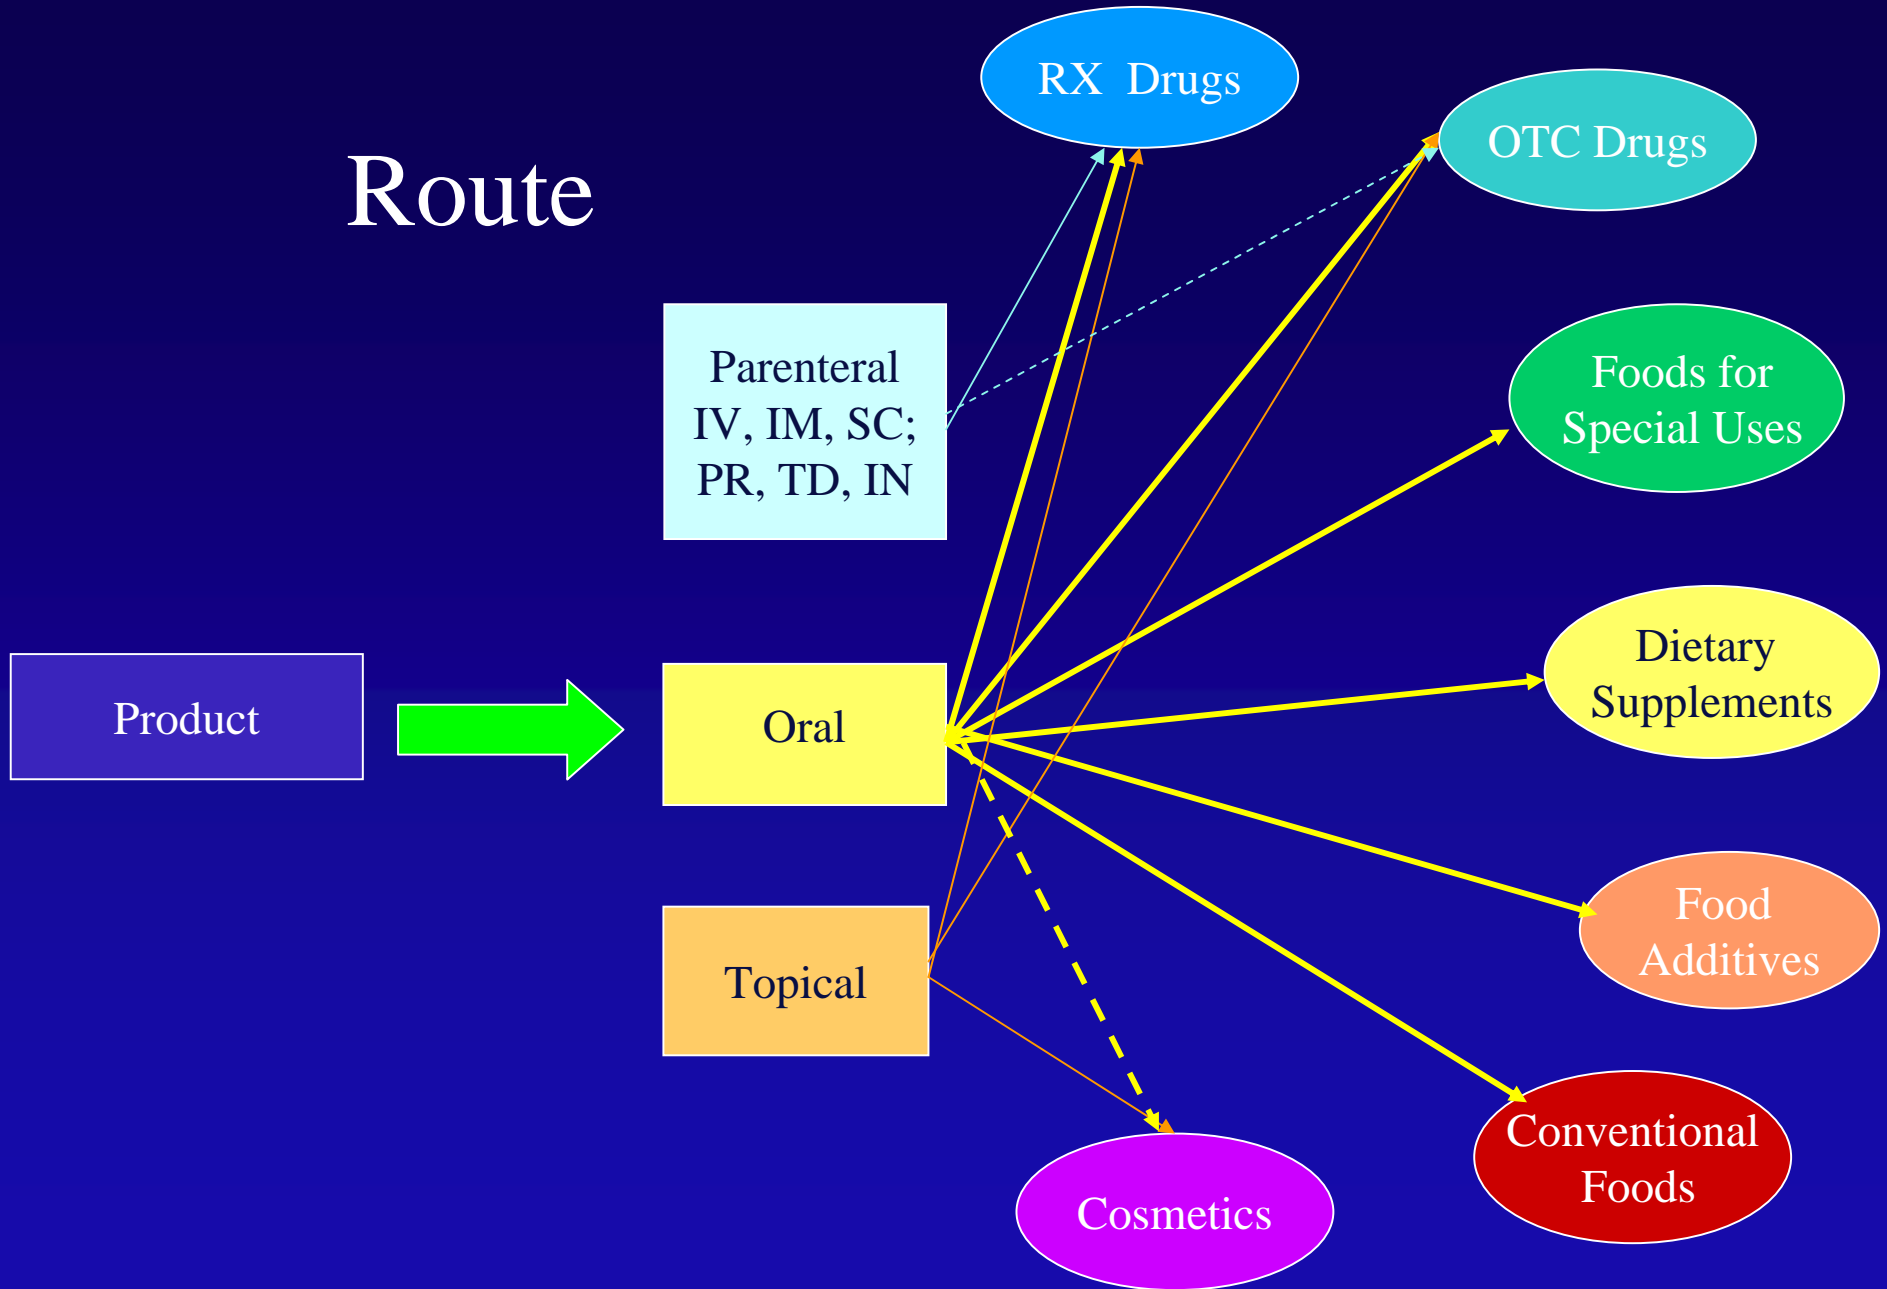 Route
RX Drugs
OTC Drugs
Parenteral
IV, IM, SC;
PR, TD, IN
Foods for
Special Uses
Product
Oral
Dietary
Supplements
Topical
Food
Additives
Conventional
Foods
Cosmetics